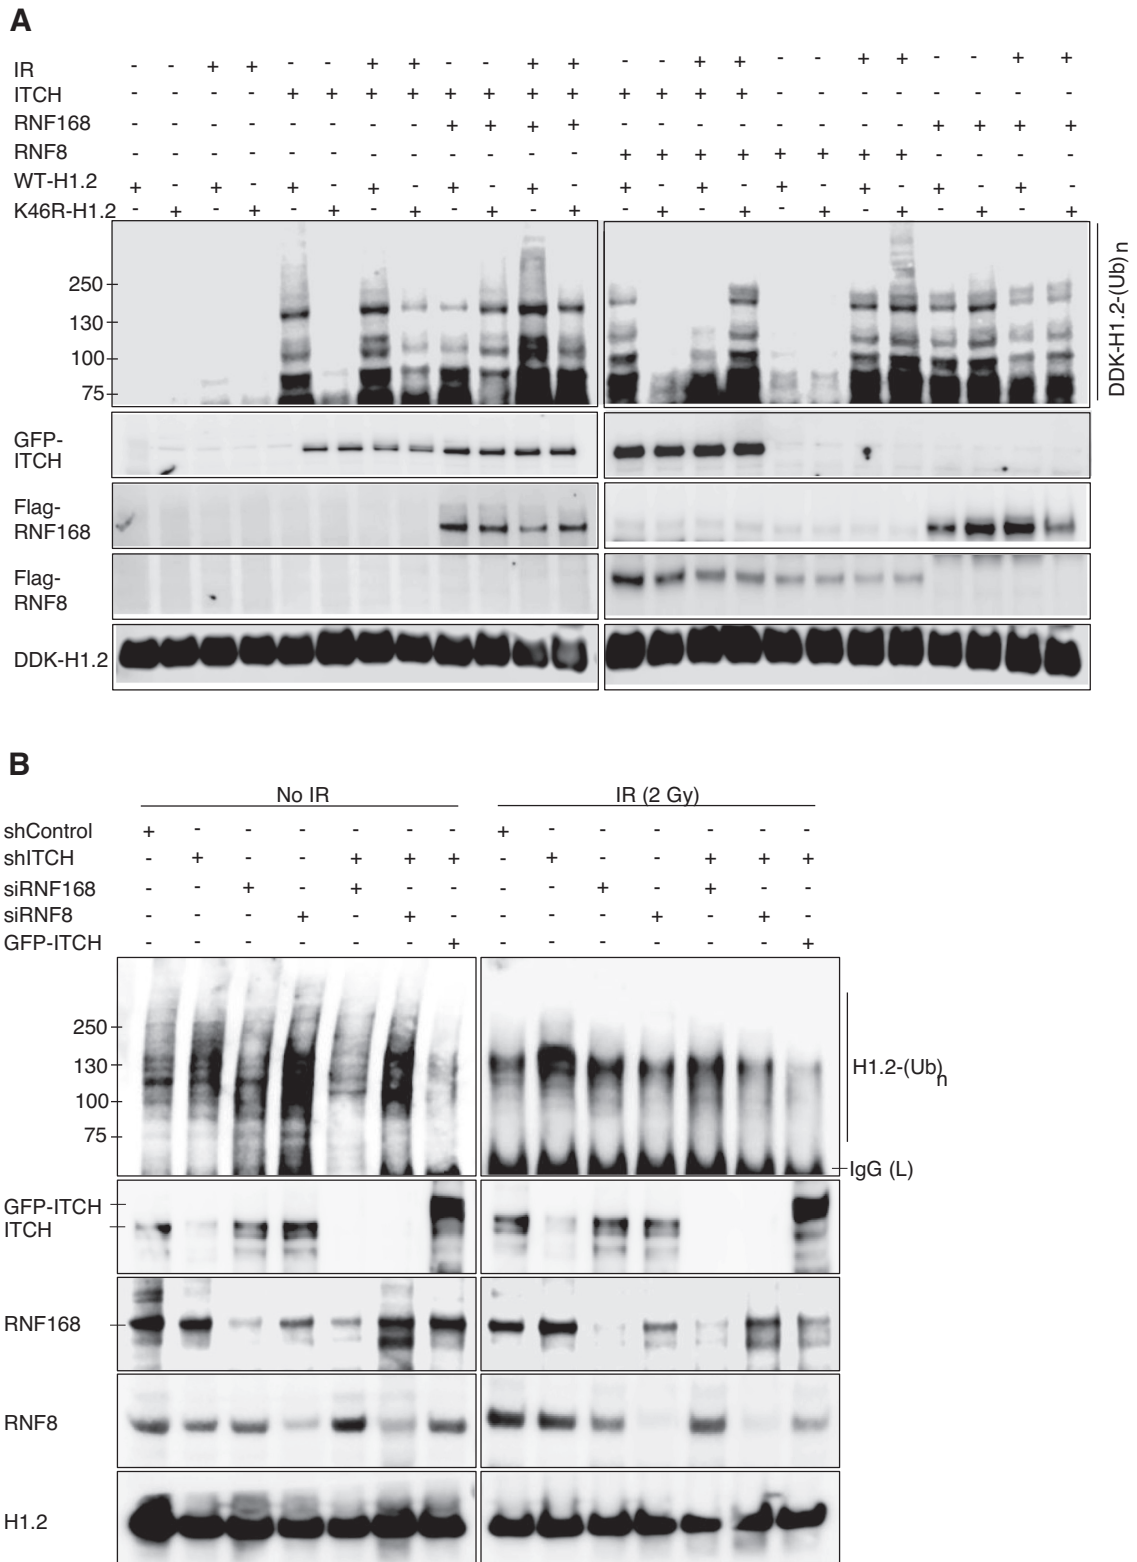 A
IR - - + + - - + + - - + + - - + + - - + + - - + +
ITCH - - - - + + + + + + + + + + + + - - - - - - - -
RNF168 - - - - - - - - + + + + - - - - - - - - + + + +
RNF8 - - - - - - - - - - - - + + + + + + + + - - - -
WT-H1.2 + - + - + - + - + - + - + - + - + - + - + - + -
K46R-H1.2 - + - + - + - + - + - + - + - + - + - + - + - +
250
130
100
75
DDK-H1.2-(Ub)n
GFP-
ITCH
Flag-
RNF168
Flag-
RNF8
DDK-H1.2
B
No IR IR (2 Gy)
shControl + - - - - - - + - - - - - -
shITCH - + - - + + + - + - - + + +
siRNF168 - - + - + - - - - + - + - -
siRNF8 - - - + - + - - - - + - + -
GFP-ITCH - - - - - - + - - - - - - +
250
130
100
75
H1.2-(Ub)n
IgG (L)
GFP-ITCH
ITCH
RNF168
RNF8
H1.2